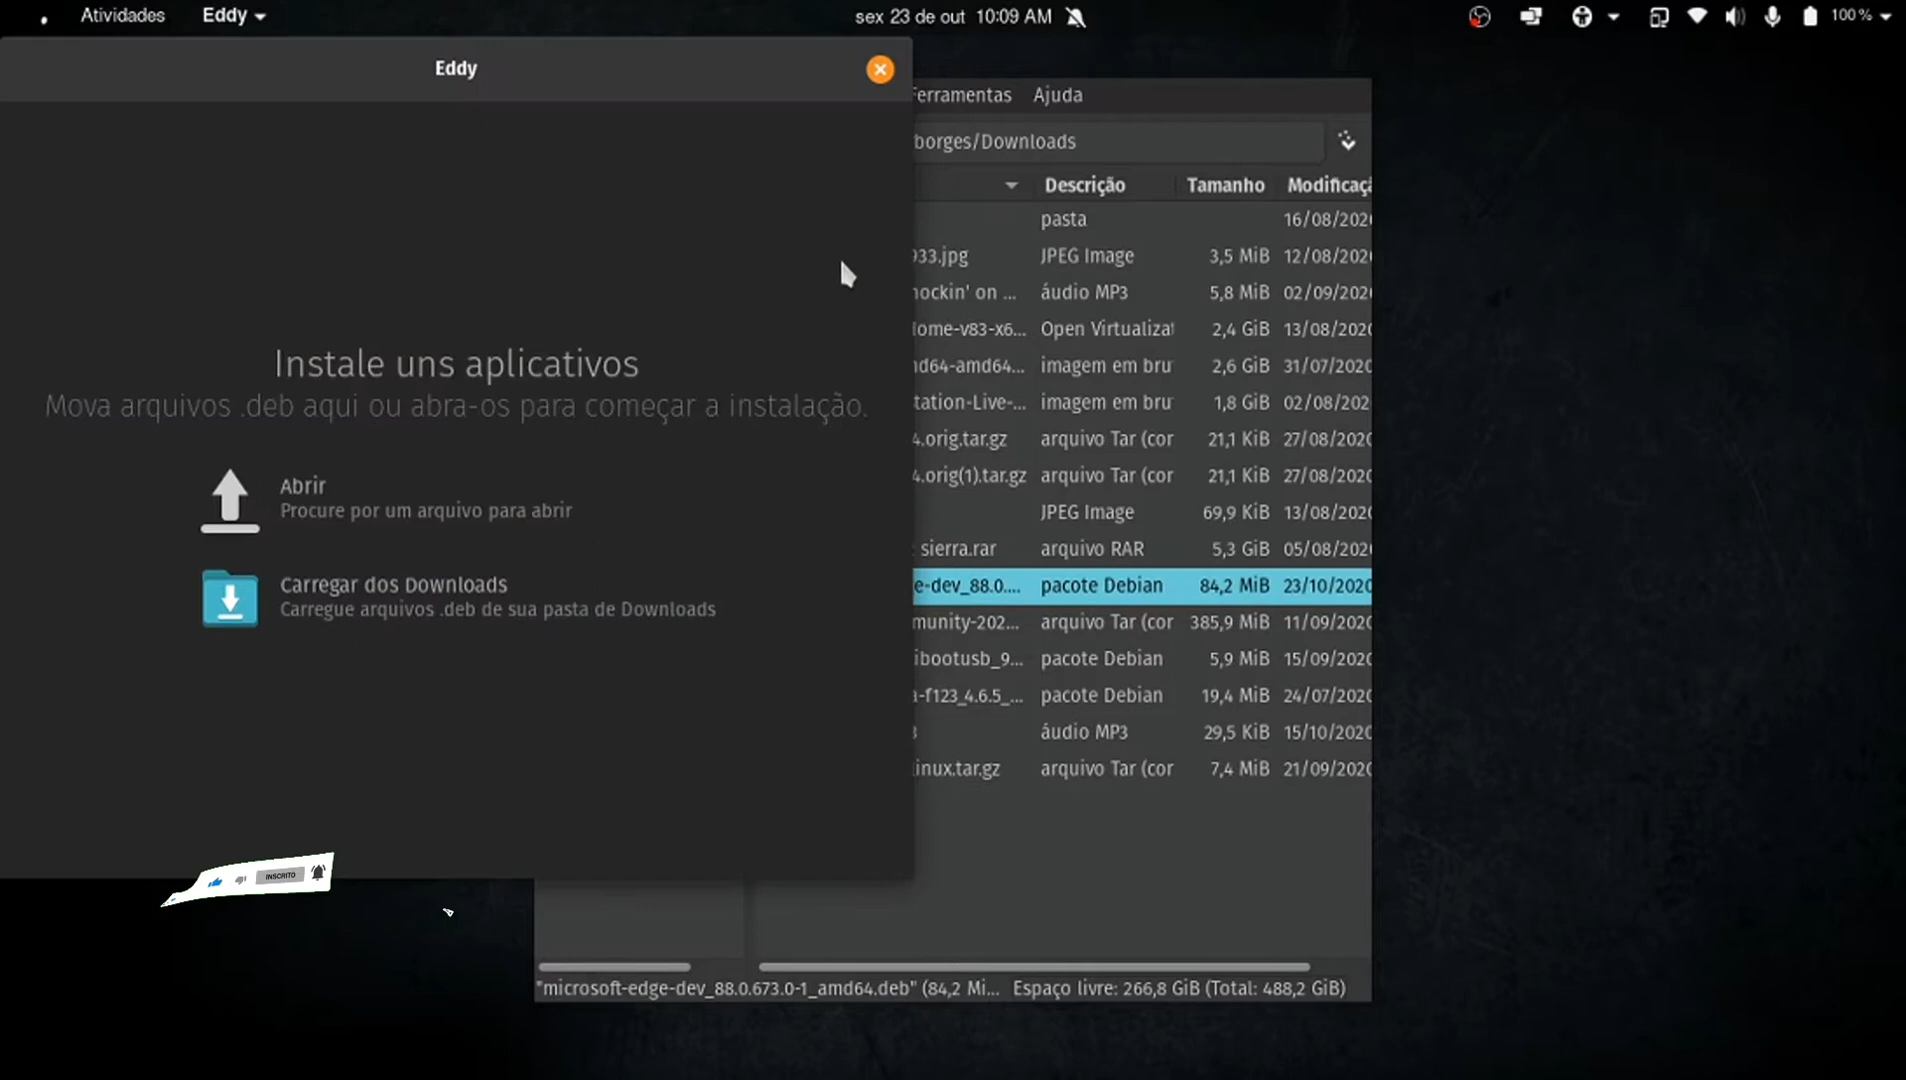 Atividades Eddy sex 23 de out 10:09 AM 100 %
Eddy
Instale uns aplicativos
Mova arquivos .deb aqui ou abra-os para começar a instalação.
Abrir
Procure por um arquivo para abrir
Carregar dos Downloads
Carregue arquivos .deb de sua pasta de Downloads
INSCRITO
Ferramentas Ajuda
borges/Downloads
Descrição Tamanho Modificaçã
pasta 16/08/2020
933.jpg JPEG Image 3,5 MiB 12/08/2020
nockin' on ... áudio MP3 5,8 MiB 02/09/2020
lome-v83-x6... Open Virtualizat 2,4 GiB 13/08/2020
nd64-amd64... imagem em bru 2,6 GiB 31/07/2020
tation-Live-... imagem em bru 1,8 GiB 02/08/202
4.orig.tar.gz arquivo Tar (cor 21,1 KiB 27/08/2020
4.orig(1).tar.gz arquivo Tar (cor 21,1 KiB 27/08/2020
JPEG Image 69,9 KiB 13/08/2020
sierra.rar arquivo RAR 5,3 GiB 05/08/2020
e-dev_88.0.... pacote Debian 84,2 MiB 23/10/2020
munity-202... arquivo Tar (cor 385,9 MiB 11/09/2020
ibootusb_9... pacote Debian 5,9 MiB 15/09/2020
a-f123_4.6.5_... pacote Debian 19,4 MiB 24/07/2020
3 áudio MP3 29,5 KiB 15/10/2020
inux.tar.gz arquivo Tar (cor 7,4 MiB 21/09/2020
"microsoft-edge-dev_88.0.673.0-1_amd64.deb" (84,2 Mi... Espaço livre: 266,8 GiB (Total: 488,2 GiB)